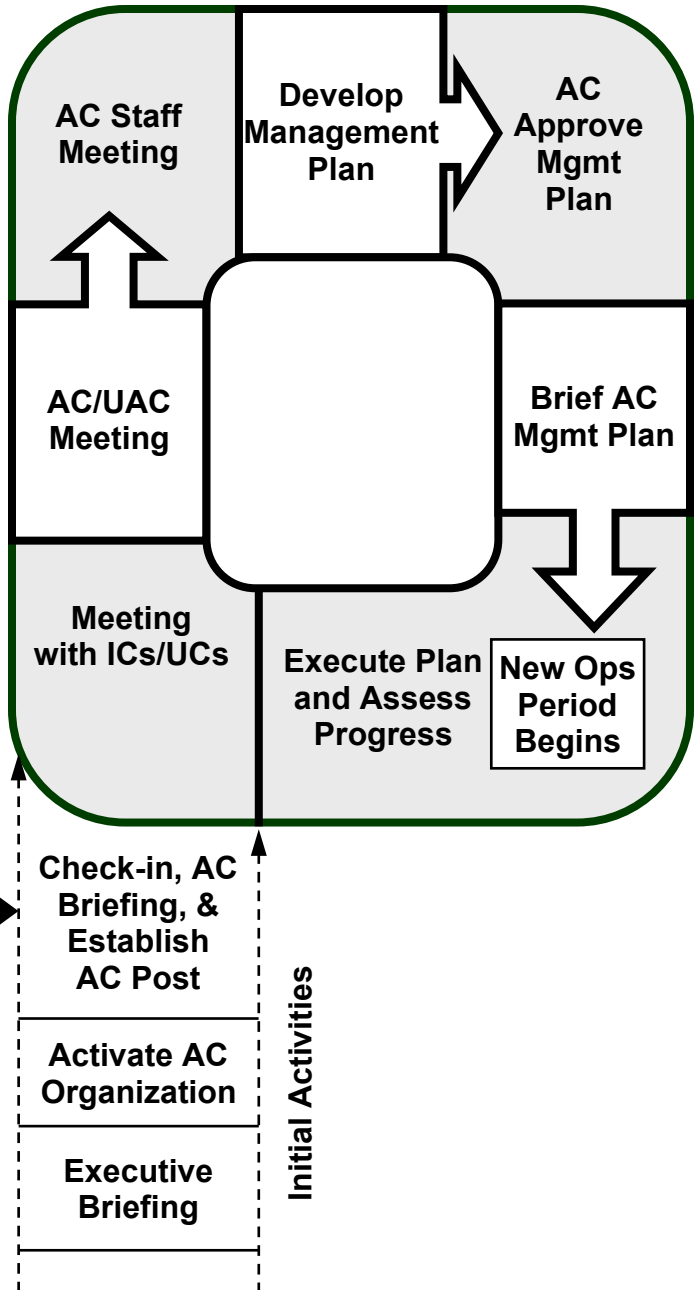 AC Staff
Meeting
Develop
Management
Plan
AC
Approve
Mgmt
Plan
AC/UAC
Meeting
Brief AC
Mgmt Plan
Meeting
with ICs/UCs
Execute Plan
and Assess
Progress
New Ops
Period
Begins
Check-in, AC
Briefing, &
Establish
AC Post
Activate AC
Organization
Executive
Briefing
Initial Activities